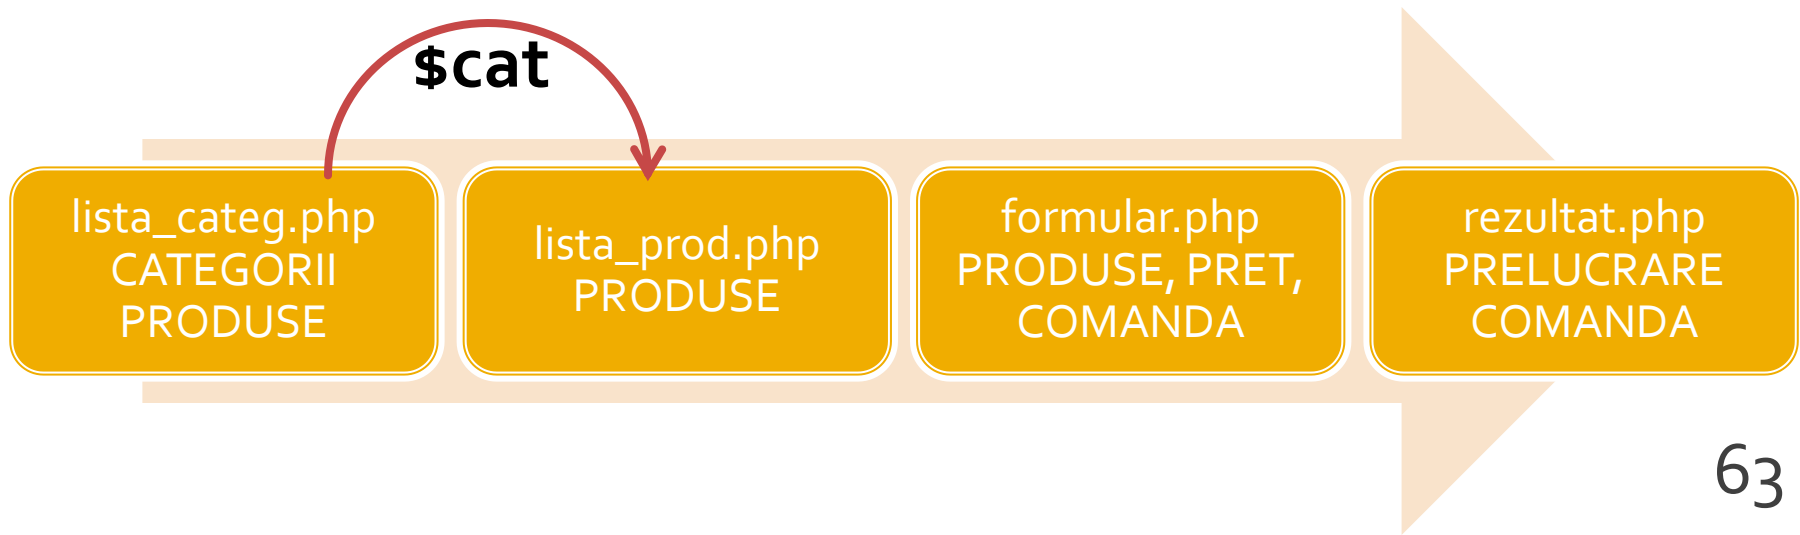 $cat
lista_categ.php
CATEGORII
PRODUSE
lista_prod.php
PRODUSE
formular.php
PRODUSE, PRET,
COMANDA
rezultat.php
PRELUCRARE
COMANDA
63